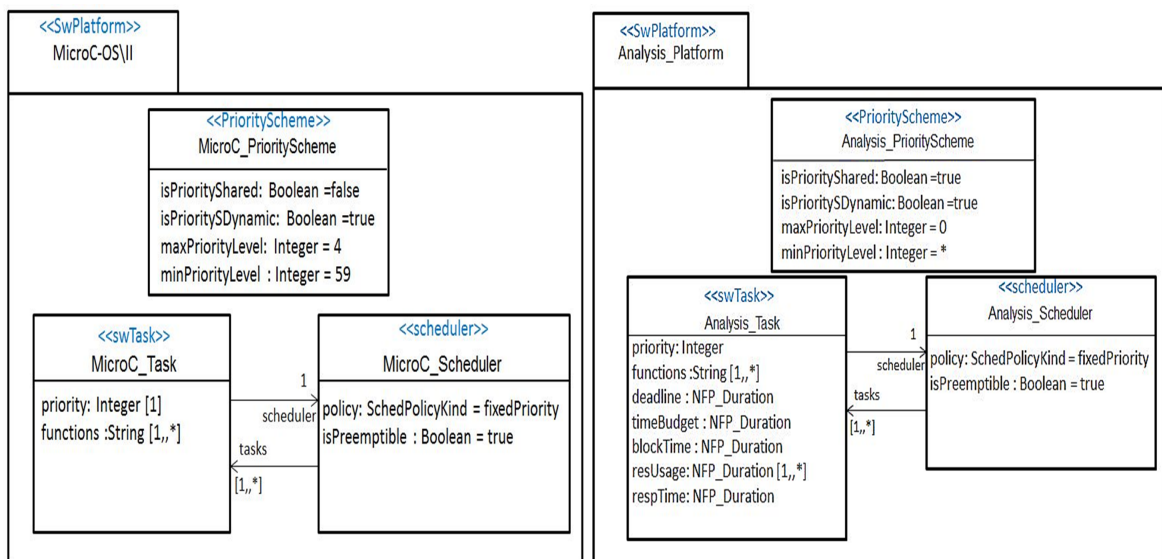 <<SwPlatform>>
MicroC-OS\II
<<PriorityScheme>>
MicroC_PriorityScheme
isPriorityShared: Boolean =false
isPrioritySDynamic: Boolean =true
maxPriorityLevel: Integer = 4
minPriorityLevel : Integer = 59
<<swTask>>
MicroC_Task
priority: Integer [1]
functions :String [1,,*]
1
scheduler
tasks
[1,,*]
<<scheduler>>
MicroC_Scheduler
policy: SchedPolicyKind = fixedPriority
isPreemptible : Boolean = true
<<SwPlatform>>
Analysis_Platform
<<PriorityScheme>>
Analysis_PriorityScheme
isPriorityShared: Boolean =true
isPrioritySDynamic: Boolean =true
maxPriorityLevel: Integer = 0
minPriorityLevel : Integer = *
<<swTask>>
Analysis_Task
priority: Integer
functions :String [1,,*]
deadline : NFP_Duration
timeBudget : NFP_Duration
blockTime : NFP_Duration
resUsage: NFP_Duration [1,,*]
respTime: NFP_Duration
1
scheduler
tasks
[1,,*]
<<scheduler>>
Analysis_Scheduler
policy: SchedPolicyKind = fixedPriority
isPreemptible : Boolean = true